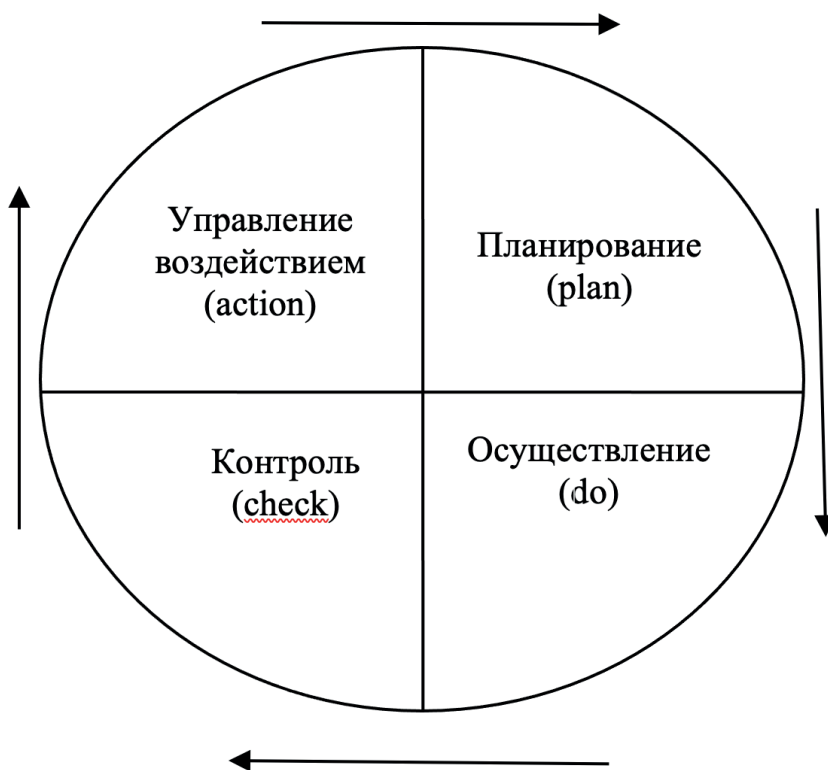 Управление
воздействием
(action)
Планирование
(plan)
Контроль
(check)
Осуществление
(do)